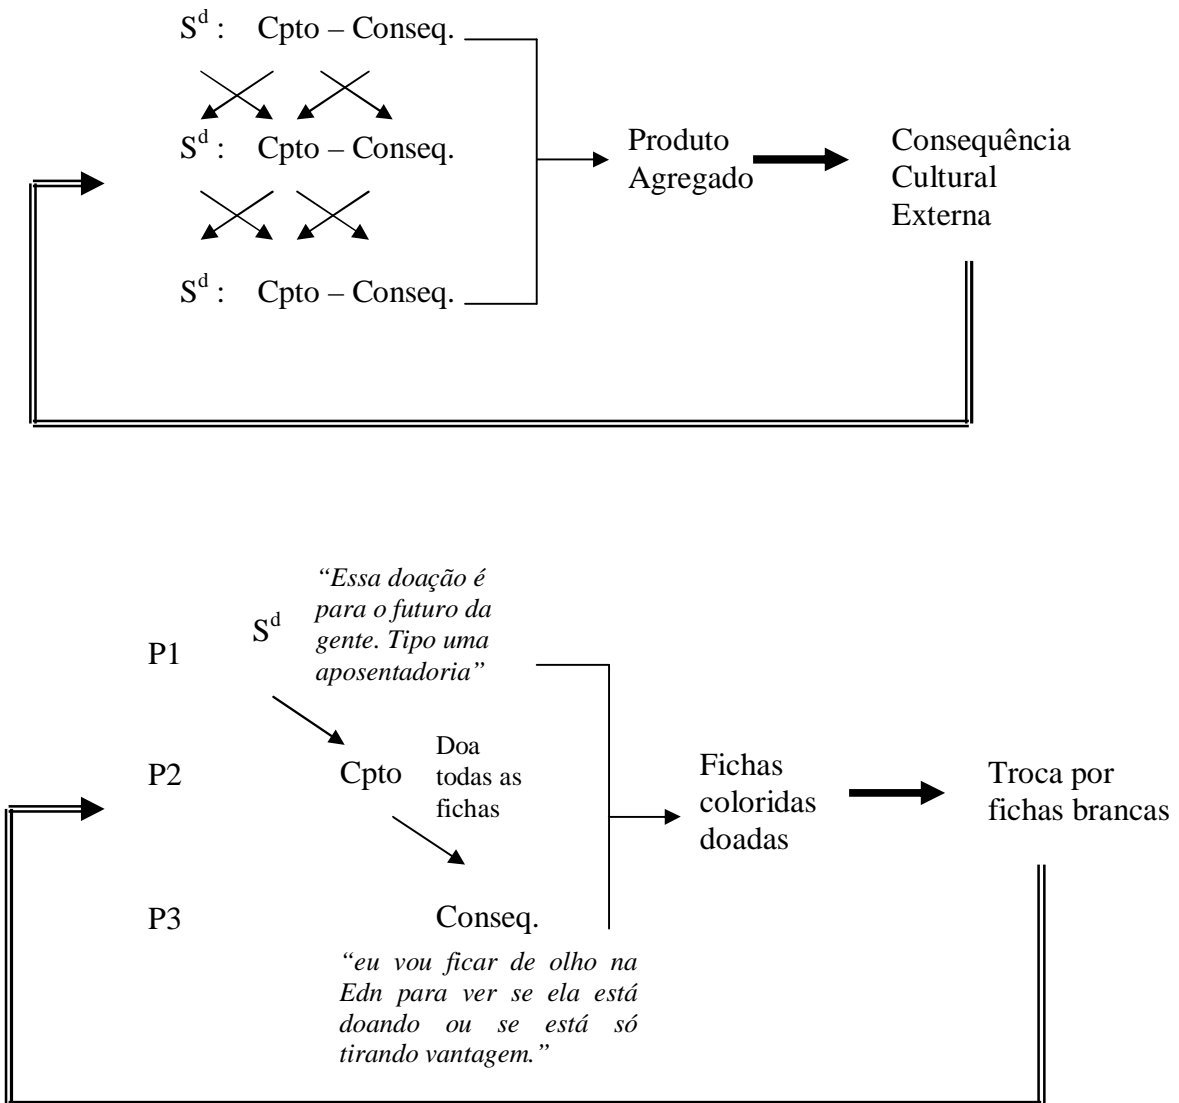 Sᵈ : Cpto – Conseq.
Sᵈ : Cpto – Conseq.
Sᵈ : Cpto – Conseq.
Produto
Agregado
Consequência
Cultural
Externa
P1
Sᵈ
“Essa doação é
para o futuro da
gente. Tipo uma
aposentadoria”
P2
Cpto
Doa
todas as
fichas
P3
Conseq.
“eu vou ficar de olho na
Edn para ver se ela está
doando ou se está só
tirando vantagem.”
Fichas
coloridas
doadas
Troca por
fichas brancas